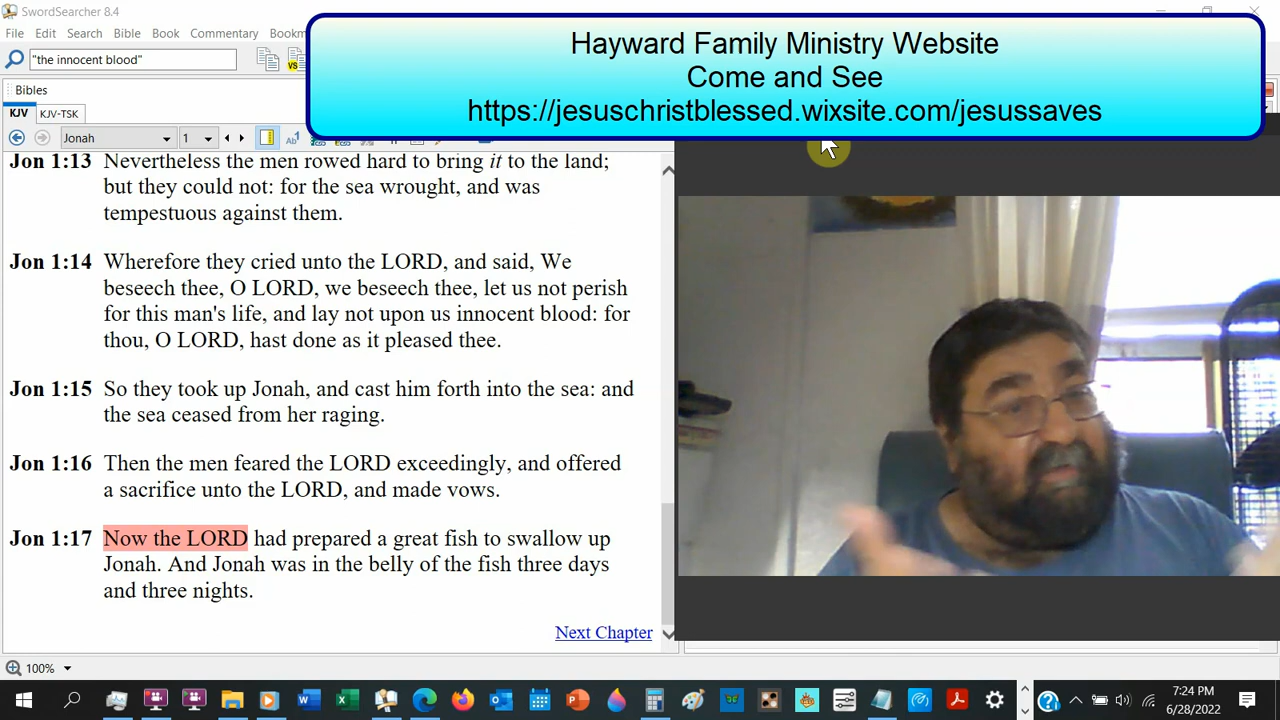 SwordSearcher 8.4
File Edit Search Bible Book Commentary Bookm
"the innocent blood"
VS
Hayward Family Ministry Website
Come and See
https://jesuschristblessed.wixsite.com/jesussaves
Bibles
KJV KJV-TSK
Jonah 1
Jon 1:13 Nevertheless the men rowed hard to bring it to the land;
but they could not: for the sea wrought, and was
tempestuous against them.
Jon 1:14 Wherefore they cried unto the LORD, and said, We
beseech thee, O LORD, we beseech thee, let us not perish
for this man's life, and lay not upon us innocent blood: for
thou, O LORD, hast done as it pleased thee.
Jon 1:15 So they took up Jonah, and cast him forth into the sea: and
the sea ceased from her raging.
Jon 1:16 Then the men feared the LORD exceedingly, and offered
a sacrifice unto the LORD, and made vows.
Jon 1:17 Now the LORD had prepared a great fish to swallow up
Jonah. And Jonah was in the belly of the fish three days
and three nights.
Next Chapter
100%
7:24 PM
6/28/2022